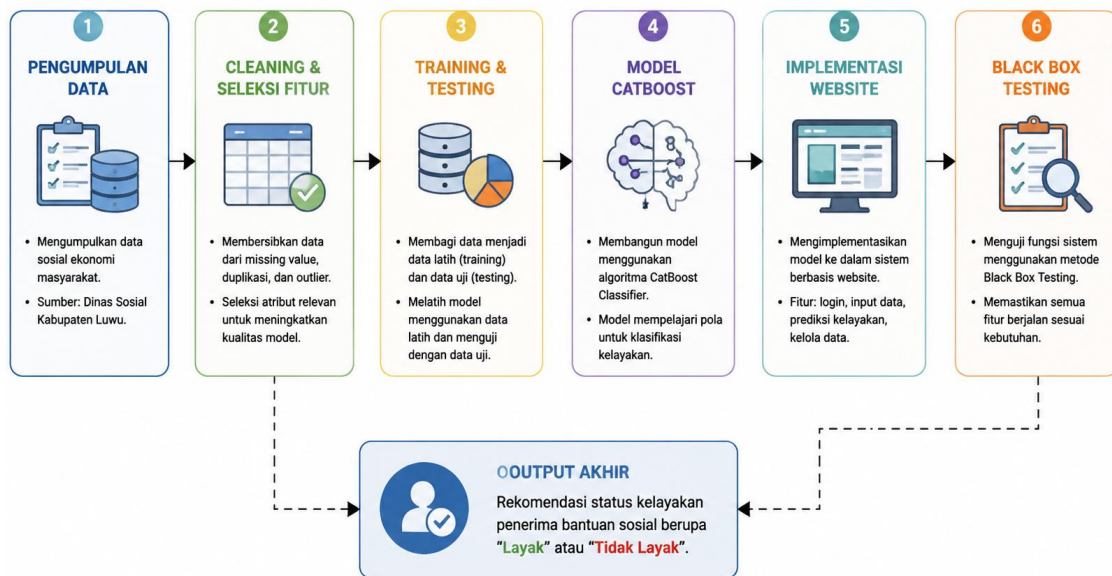 1
PENGUMPULAN
DATA
• Mengumpulkan data
sosial ekonomi
masyarakat.
• Sumber: Dinas Sosial
Kabupaten Luwu.
2
CLEANING &
SELEKSI FITUR
• Membersibkan data
dari missing value,
duplikasi, dan outlier.
• Seleksi atribut relevan
untuk meningkatkan
kualitas model.
3
TRAINING &
TESTING
• Membagi data menjadi
data latih (training)
dan data uji (testing).
• Melatih model
menggunakan data
latih dan menguji
dengan data uji.
4
MODEL
CATBOOST
• Membangun model
menggunakan
algoritma CatBoost
Classifier.
• Model mempelajari pola
untuk klasifikasi
kelayakan.
5
IMPLEMENTASI
WEBSITE
• Mengimplementasikan
model ke dalam sistem
berbasis website.
• Fitur: login, input data,
prediksi kelayakan,
kelola data.
6
BLACK BOX
TESTING
• Menguji fungsi sistem
menggunakan metode
Black Box Testing.
• Memastikan semua
fitur berjalan sesuai
kebutuhan.
OOUTPUT AKHIR
Rekomendasi status kelayakan
penerima bantuan sosial berupa
“Layak” atau “Tidak Layak”.